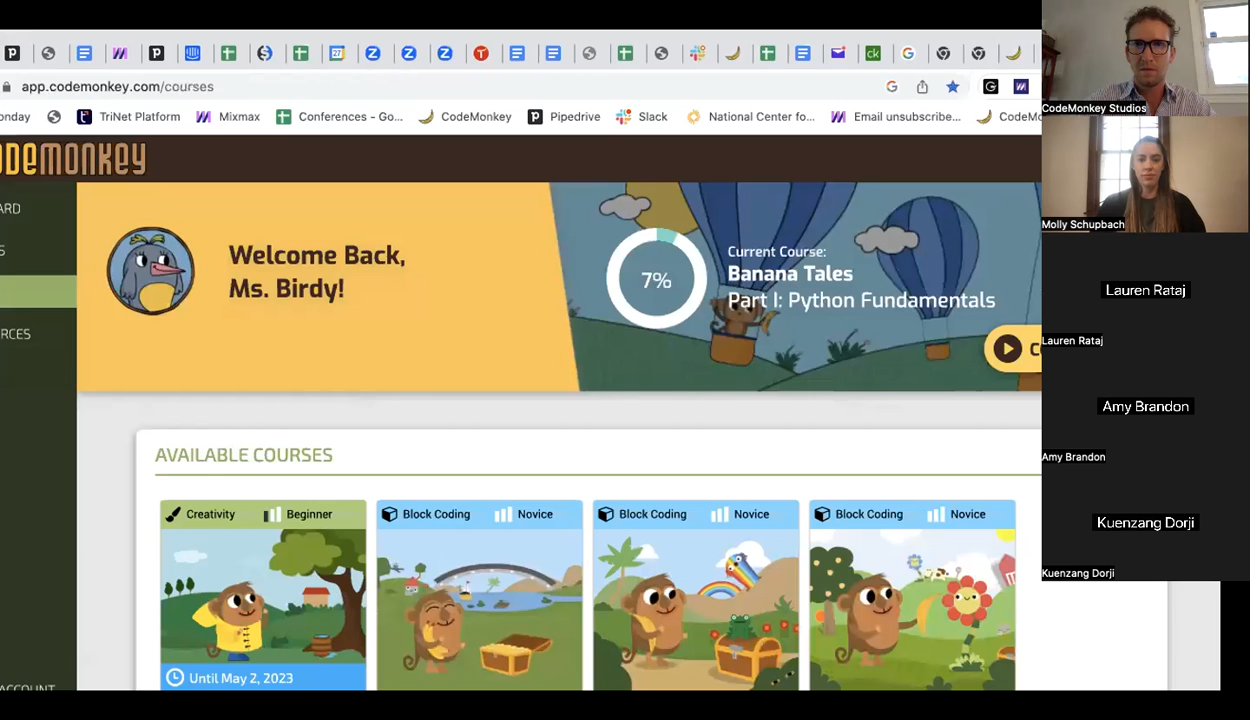 app.codemonkey.com/courses
onday
TriNet Platform
Mixmax
Conferences - Go...
CodeMonkey
Pipedrive
Slack
National Center fo...
Email unsubscribe...
CodeMo
ODEMONKEY
ARD
S
RCES
ACCOUNT
Welcome Back,
Ms. Birdy!
7%
Current Course:
Banana Tales
Part I: Python Fundamentals
AVAILABLE COURSES
Creativity
Beginner
Block Coding
Novice
Block Coding
Novice
Block Coding
Novice
Until May 2, 2023
CodeMonkey Studios
Molly Schupbach
Lauren Rataj
Lauren Rataj
Amy Brandon
Amy Brandon
Kuenzang Dorji
Kuenzang Dorji